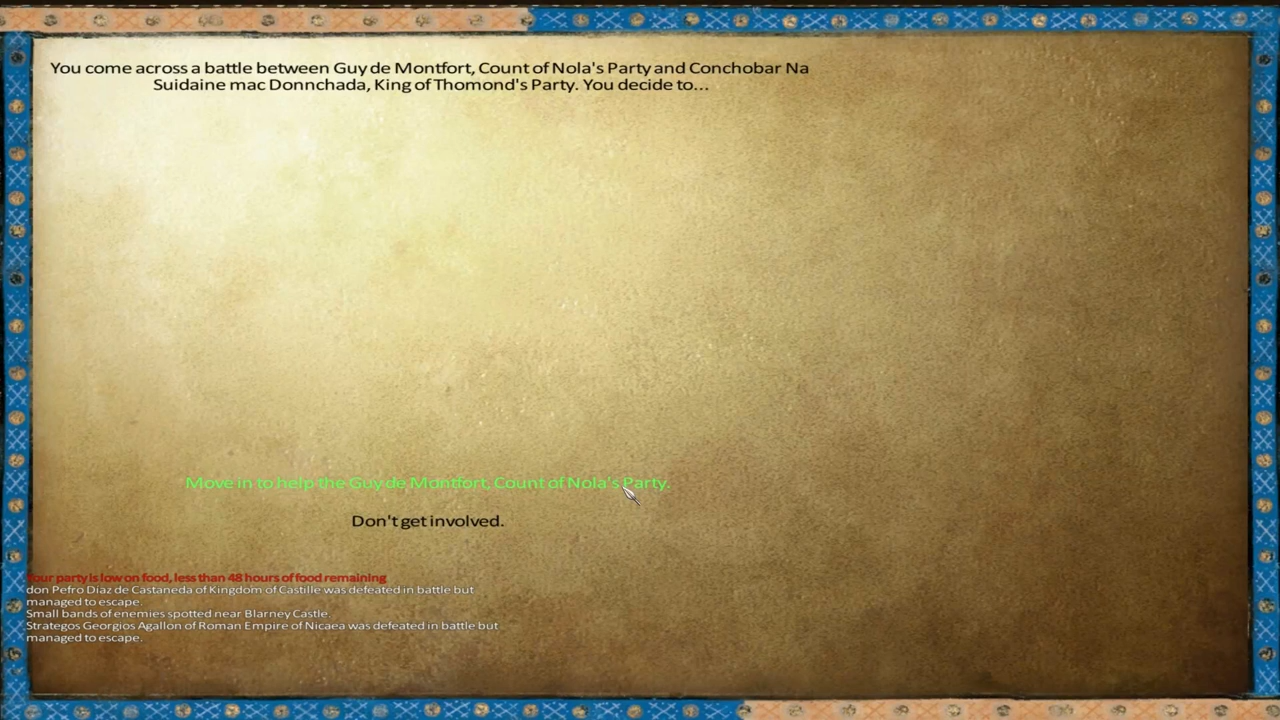 You come across a battle between Guy de Montfort, Count of Nola's Party and Conchobar Na
Suidaine mac Donnchada, King of Thomond's Party. You decide to...
Move in to help the Guy de Montfort, Count of Nola's Party.
Don't get involved.
Your party is low on food, less than 48 hours of food remaining
don Pefro Diaz de Castaneda of Kingdom of Castille was defeated in battle but
managed to escape.
Small bands of enemies spotted near Blarney Castle.
Strategos Georgios Agallon of Roman Empire of Nicaea was defeated in battle but
managed to escape.